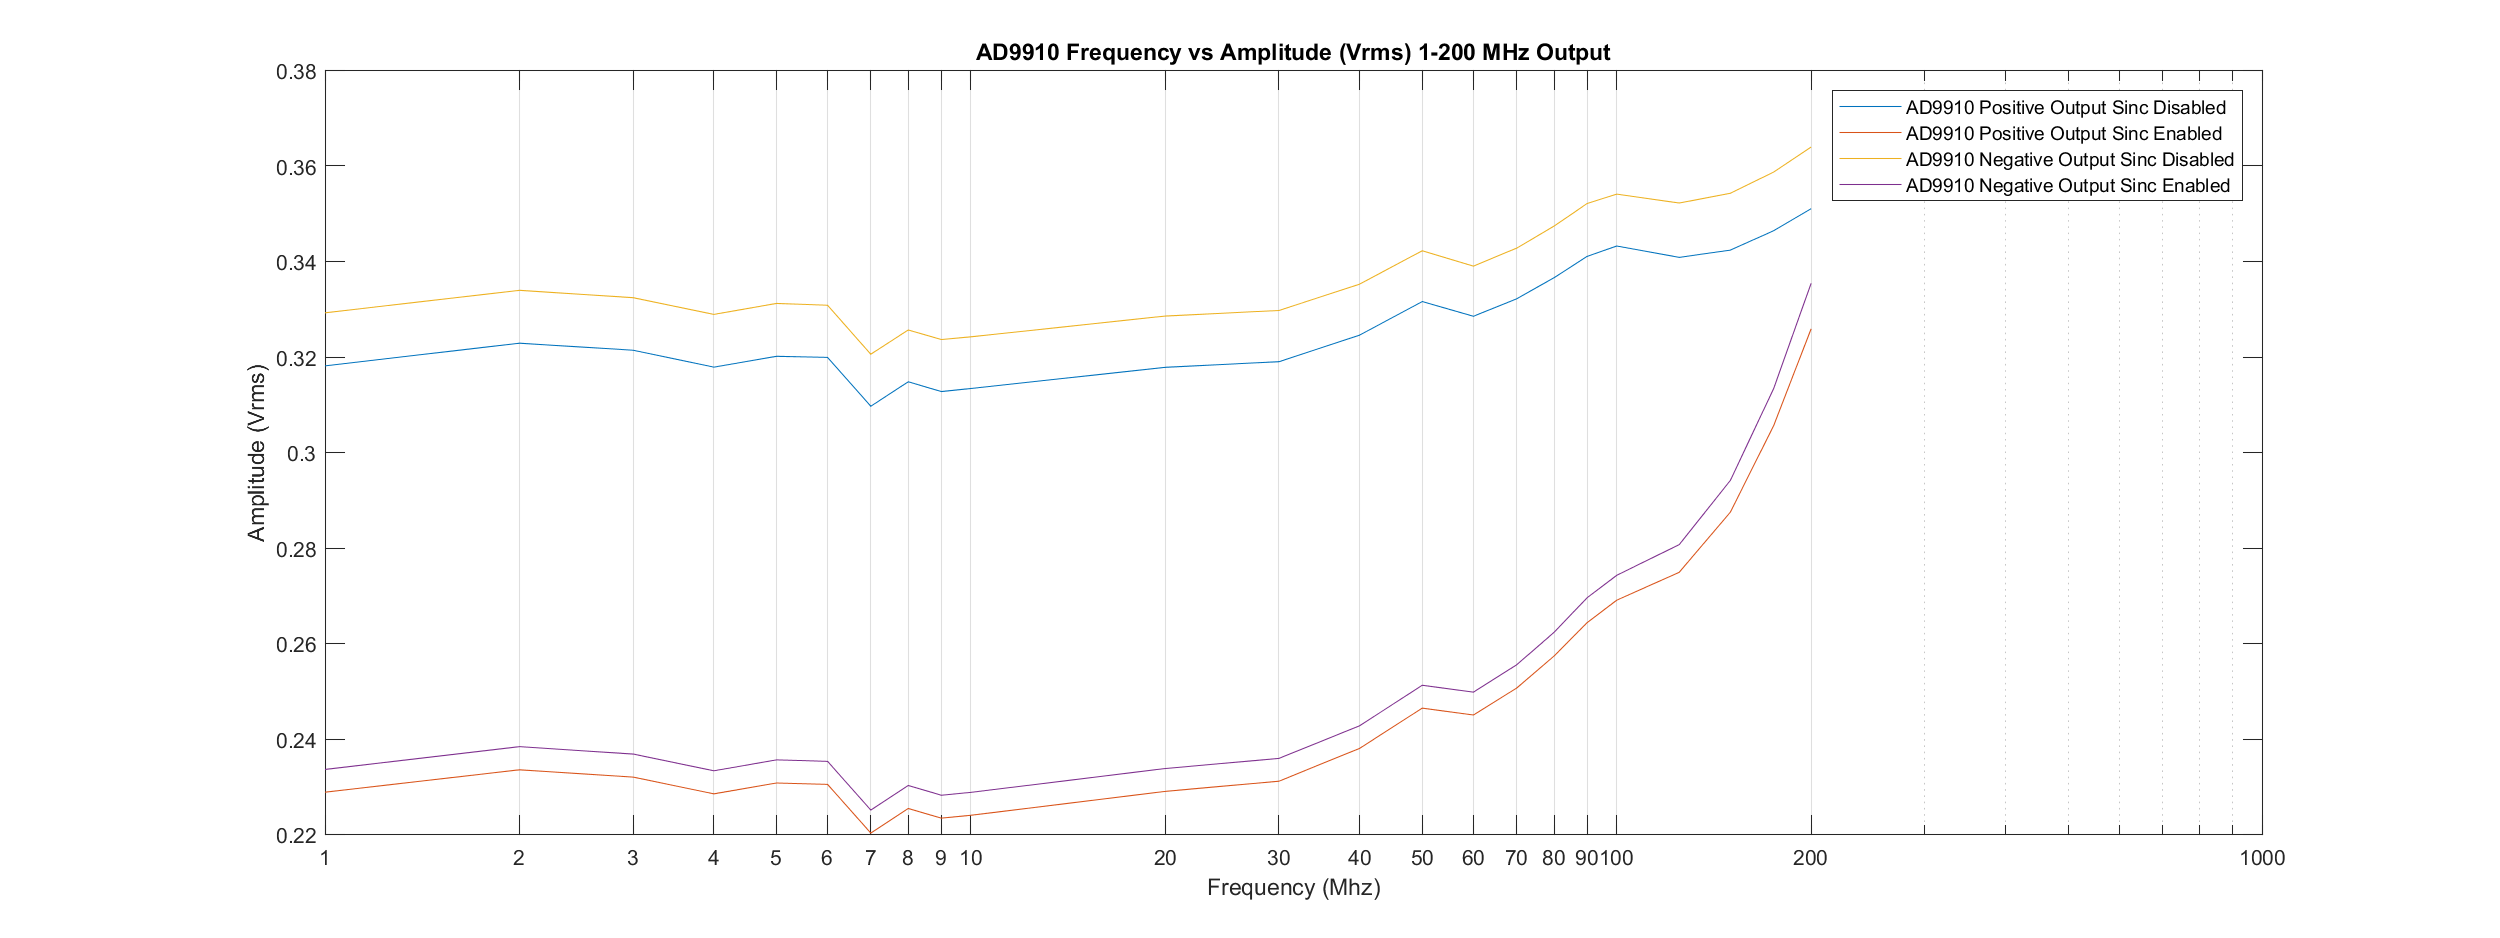 AD9910 Frequency vs Amplitude (Vrms) 1-200 MHz Output
0.38
0.36
0.34
0.32
0.3
0.28
0.26
0.24
0.22
Amplitude (Vrms)
AD9910 Positive Output Sinc Disabled
AD9910 Positive Output Sinc Enabled
AD9910 Negative Output Sinc Disabled
AD9910 Negative Output Sinc Enabled
1 2 3 4 5 6 7 8 9 10 20 30 40 50 60 70 80 90 100 200 1000
Frequency (Mhz)